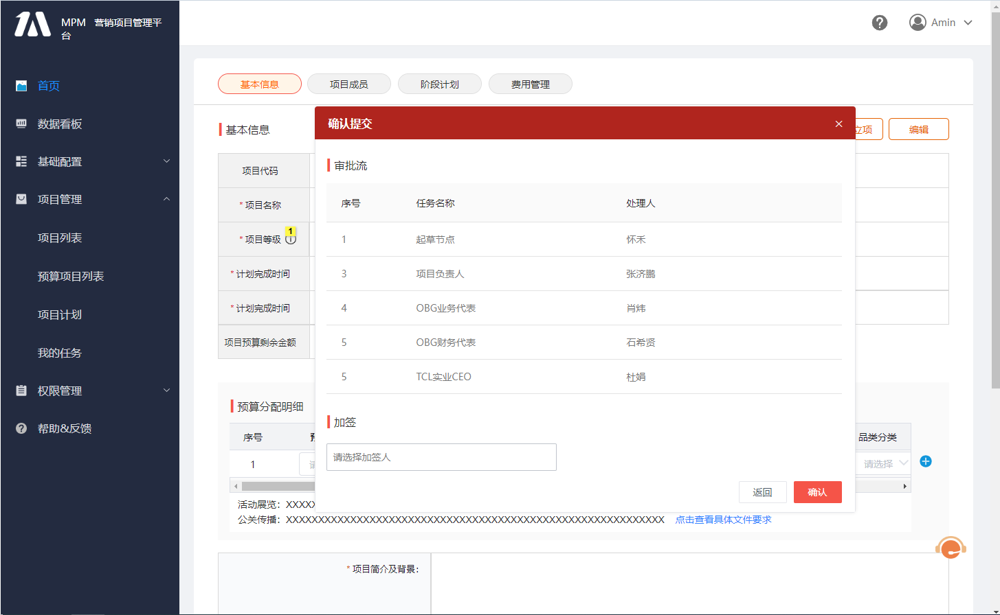 MPM 营销项目管理平
台
Amin
首页
数据看板
基础配置
项目管理
项目列表
预算项目列表
项目计划
我的任务
权限管理
帮助&反馈
基本信息 项目成员 阶段计划 费用管理
基本信息
立项 编辑
项目代码
* 项目名称
* 项目等级 1
* 计划完成时间
* 计划完成时间
项目预算剩余金额
确认提交
审批流
序号 任务名称 处理人
1 起草节点 怀禾
3 项目负责人 张济鹏
4 OBG业务代表 肖炜
5 OBG财务代表 石希贤
5 TCL实业CEO 杜娟
加签
请选择加签人
返回 确认
预算分配明细
序号 品类分类
1 请选择
活动展览：XXXXX
公关传播：XXXXXXXXXXXXXXXXXXXXXXXXXXXXXXXXXXXXXXXXXXXXXXXXXXXXXXXXXXXXX 点击查看具体文件要求
* 项目简介及背景：